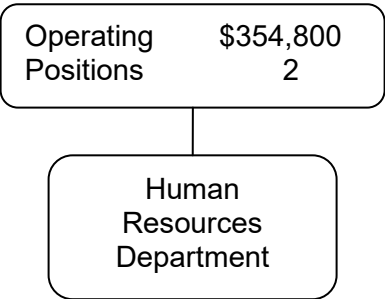 Operating $354,800
Positions 2
Human
Resources
Department